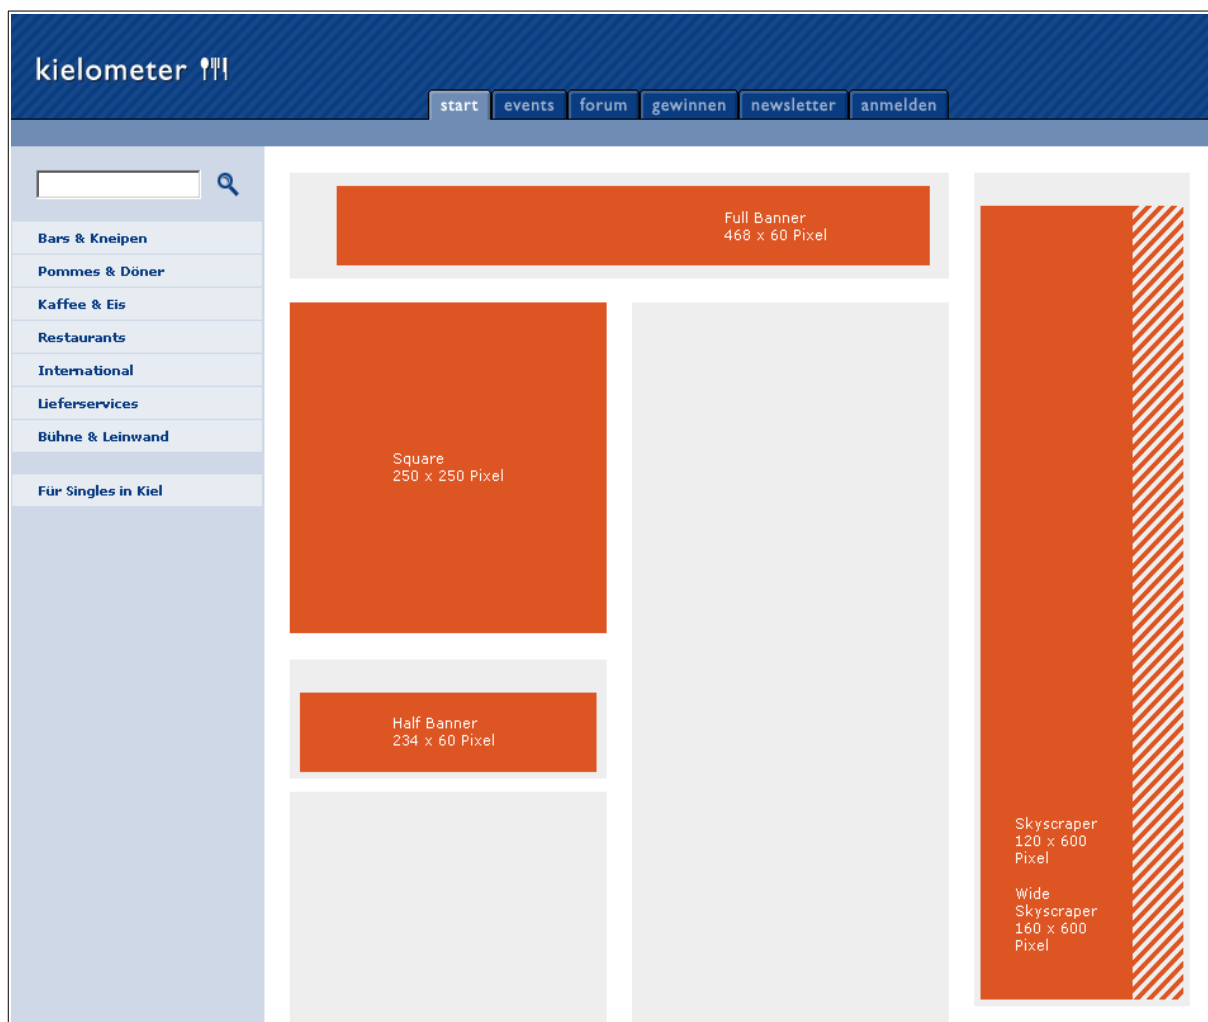 kielometer
start events forum gewinnen newsletter anmelden
Bars & Kneipen
Pommes & Döner
Kaffee & Eis
Restaurants
International
Lieferservices
Bühne & Leinwand
Für Singles in Kiel
Full Banner
468 x 60 Pixel
Square
250 x 250 Pixel
Half Banner
234 x 60 Pixel
Skyscraper
120 x 600
Pixel
Wide
Skyscraper
160 x 600
Pixel